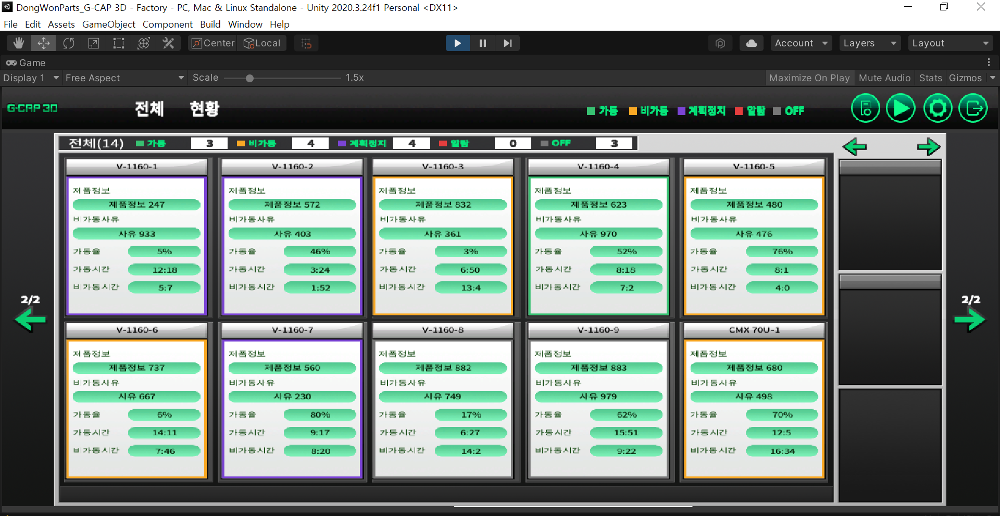 DongWonParts_G-CAP 3D - Factory - PC, Mac & Linux Standalone - Unity 2020.3.24f1 Personal <DX11>
File Edit Assets GameObject Component Build Window Help
Center Local Account Layers Layout
Game
Display 1 Free Aspect Scale 1.5x Maximize On Play Mute Audio Stats Gizmos
G-CAP 3D 전체 현황 가동 비가동 계획정지 알람 OFF
전체(14) 가동 3 비가동 4 계획정지 4 알람 0 OFF 3
V-1160-1 V-1160-2 V-1160-3 V-1160-4 V-1160-5
제품정보 제품정보 제품정보 제품정보 제품정보
제품정보 247 제품정보 572 제품정보 832 제품정보 623 제품정보 480
비가동사유 비가동사유 비가동사유 비가동사유 비가동사유
사유 933 사유 403 사유 361 사유 970 사유 476
가동율 5% 가동율 46% 가동율 3% 가동율 52% 가동율 76%
가동시간 12:18 가동시간 3:24 가동시간 6:50 가동시간 8:18 가동시간 8:1
비가동시간 5:7 비가동시간 1:52 비가동시간 13:4 비가동시간 7:2 비가동시간 4:0
2/2 2/2
V-1160-6 V-1160-7 V-1160-8 V-1160-9 CMX 70U-1
제품정보 제품정보 제품정보 제품정보 제품정보
제품정보 737 제품정보 560 제품정보 882 제품정보 883 제품정보 680
비가동사유 비가동사유 비가동사유 비가동사유 비가동사유
사유 667 사유 230 사유 749 사유 979 사유 498
가동율 6% 가동율 80% 가동율 17% 가동율 62% 가동율 70%
가동시간 14:11 가동시간 9:17 가동시간 6:27 가동시간 15:51 가동시간 12:5
비가동시간 7:46 비가동시간 8:20 비가동시간 14:2 비가동시간 9:22 비가동시간 16:34